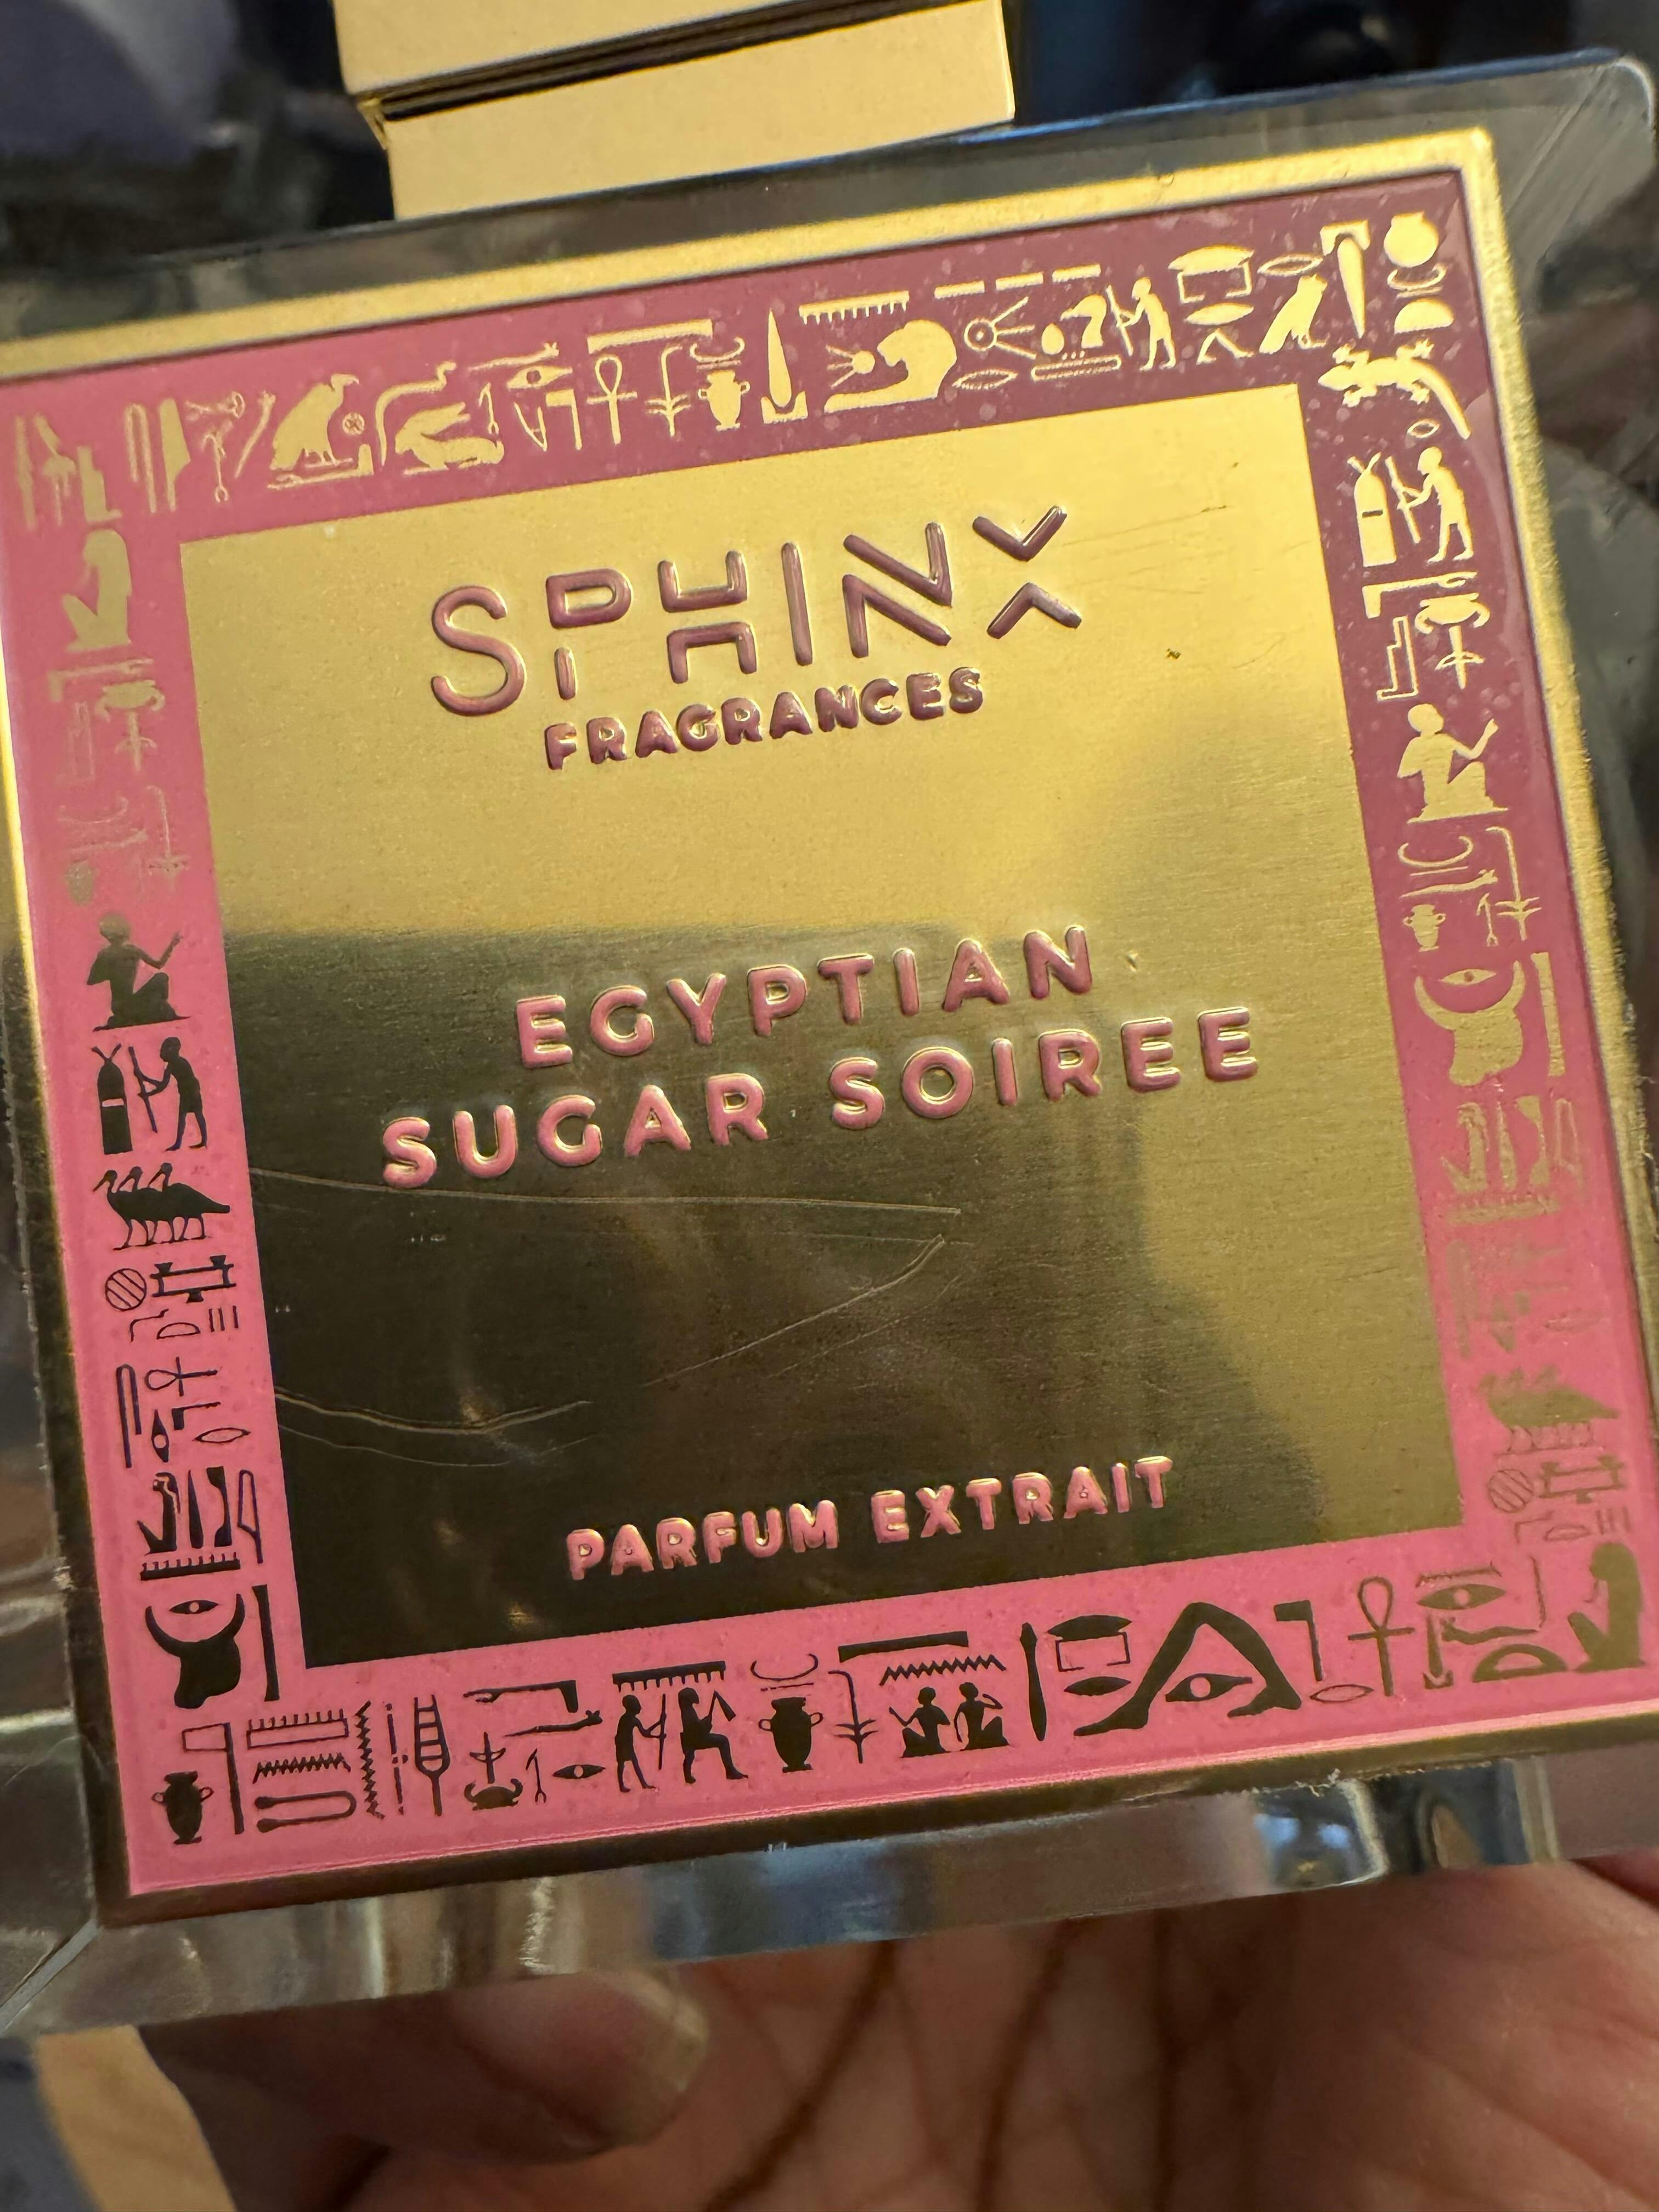 SPHINX
FRAGRANCES
EGYPTIAN
SUGAR SOIREE
PARFUM EXTRAIT